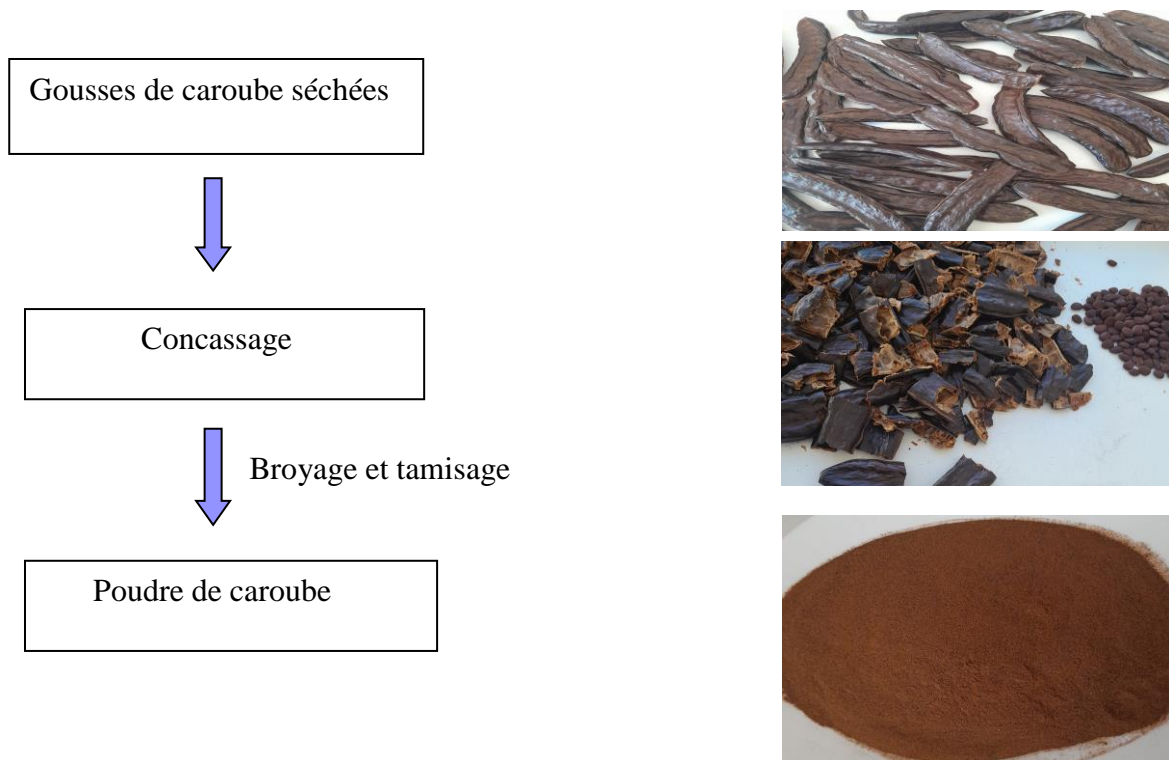 Gousses de caroube séchées
Concassage
Broyage et tamisage
Poudre de caroube